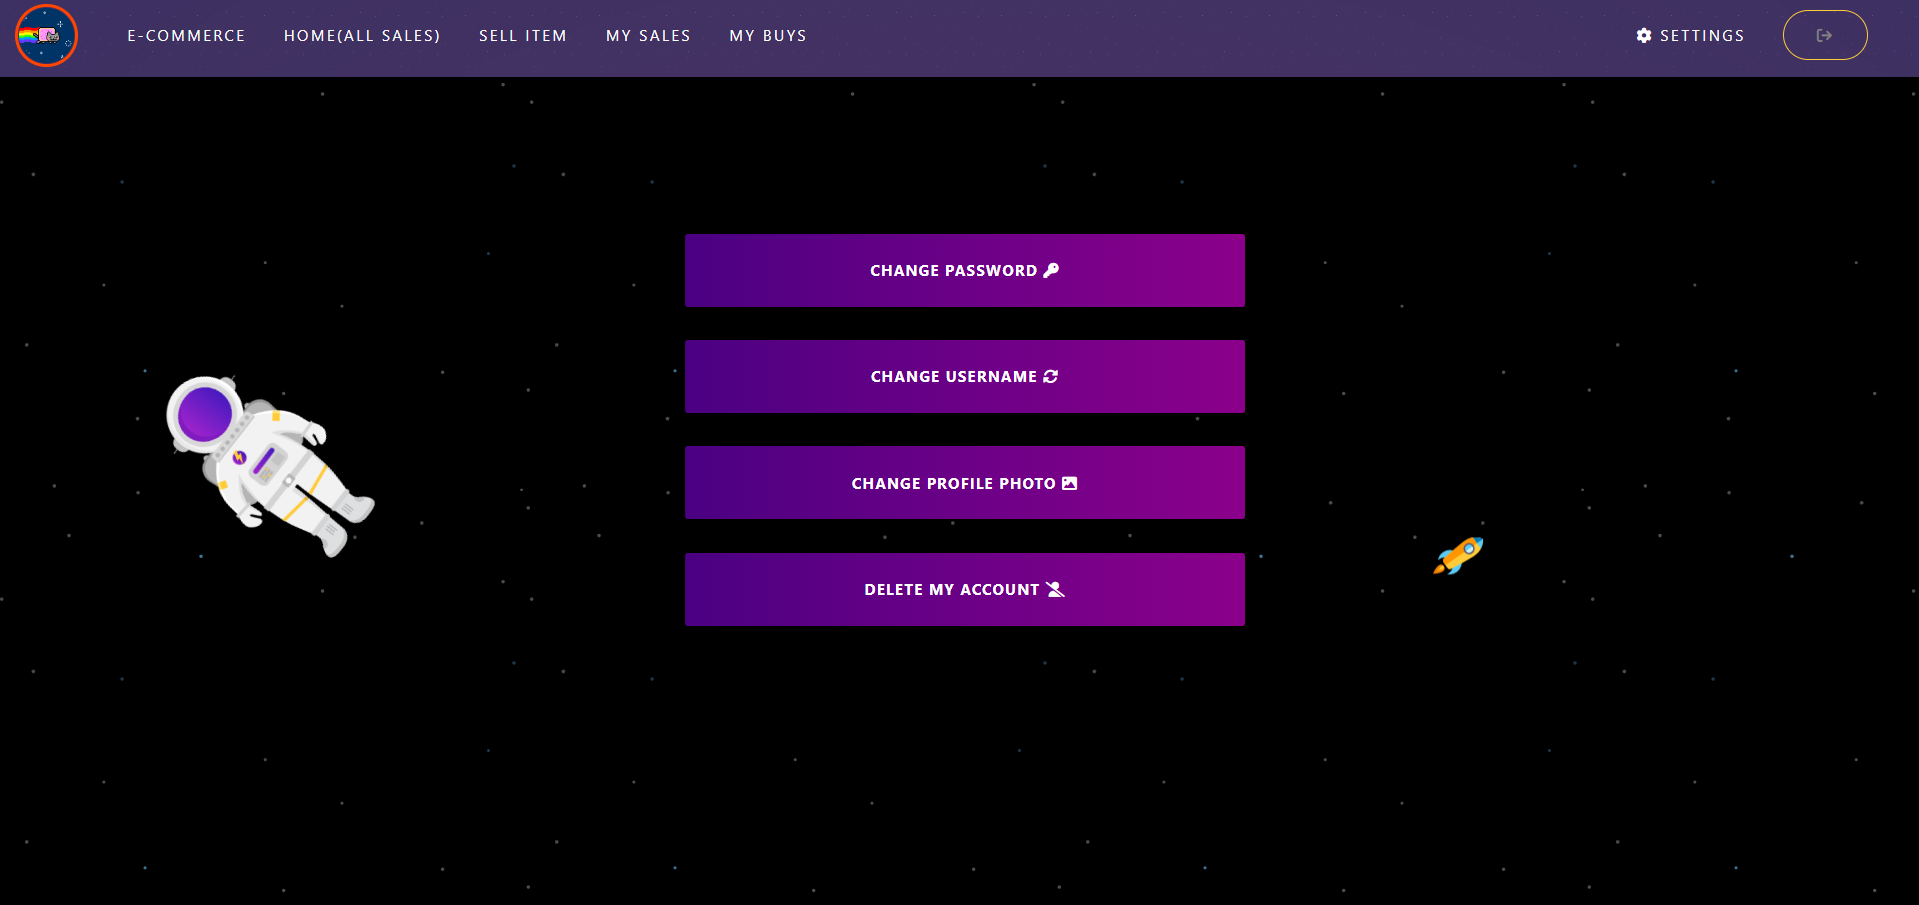 E-COMMERCE HOME(ALL SALES) SELL ITEM MY SALES MY BUYS SETTINGS
CHANGE PASSWORD
CHANGE USERNAME
CHANGE PROFILE PHOTO
DELETE MY ACCOUNT